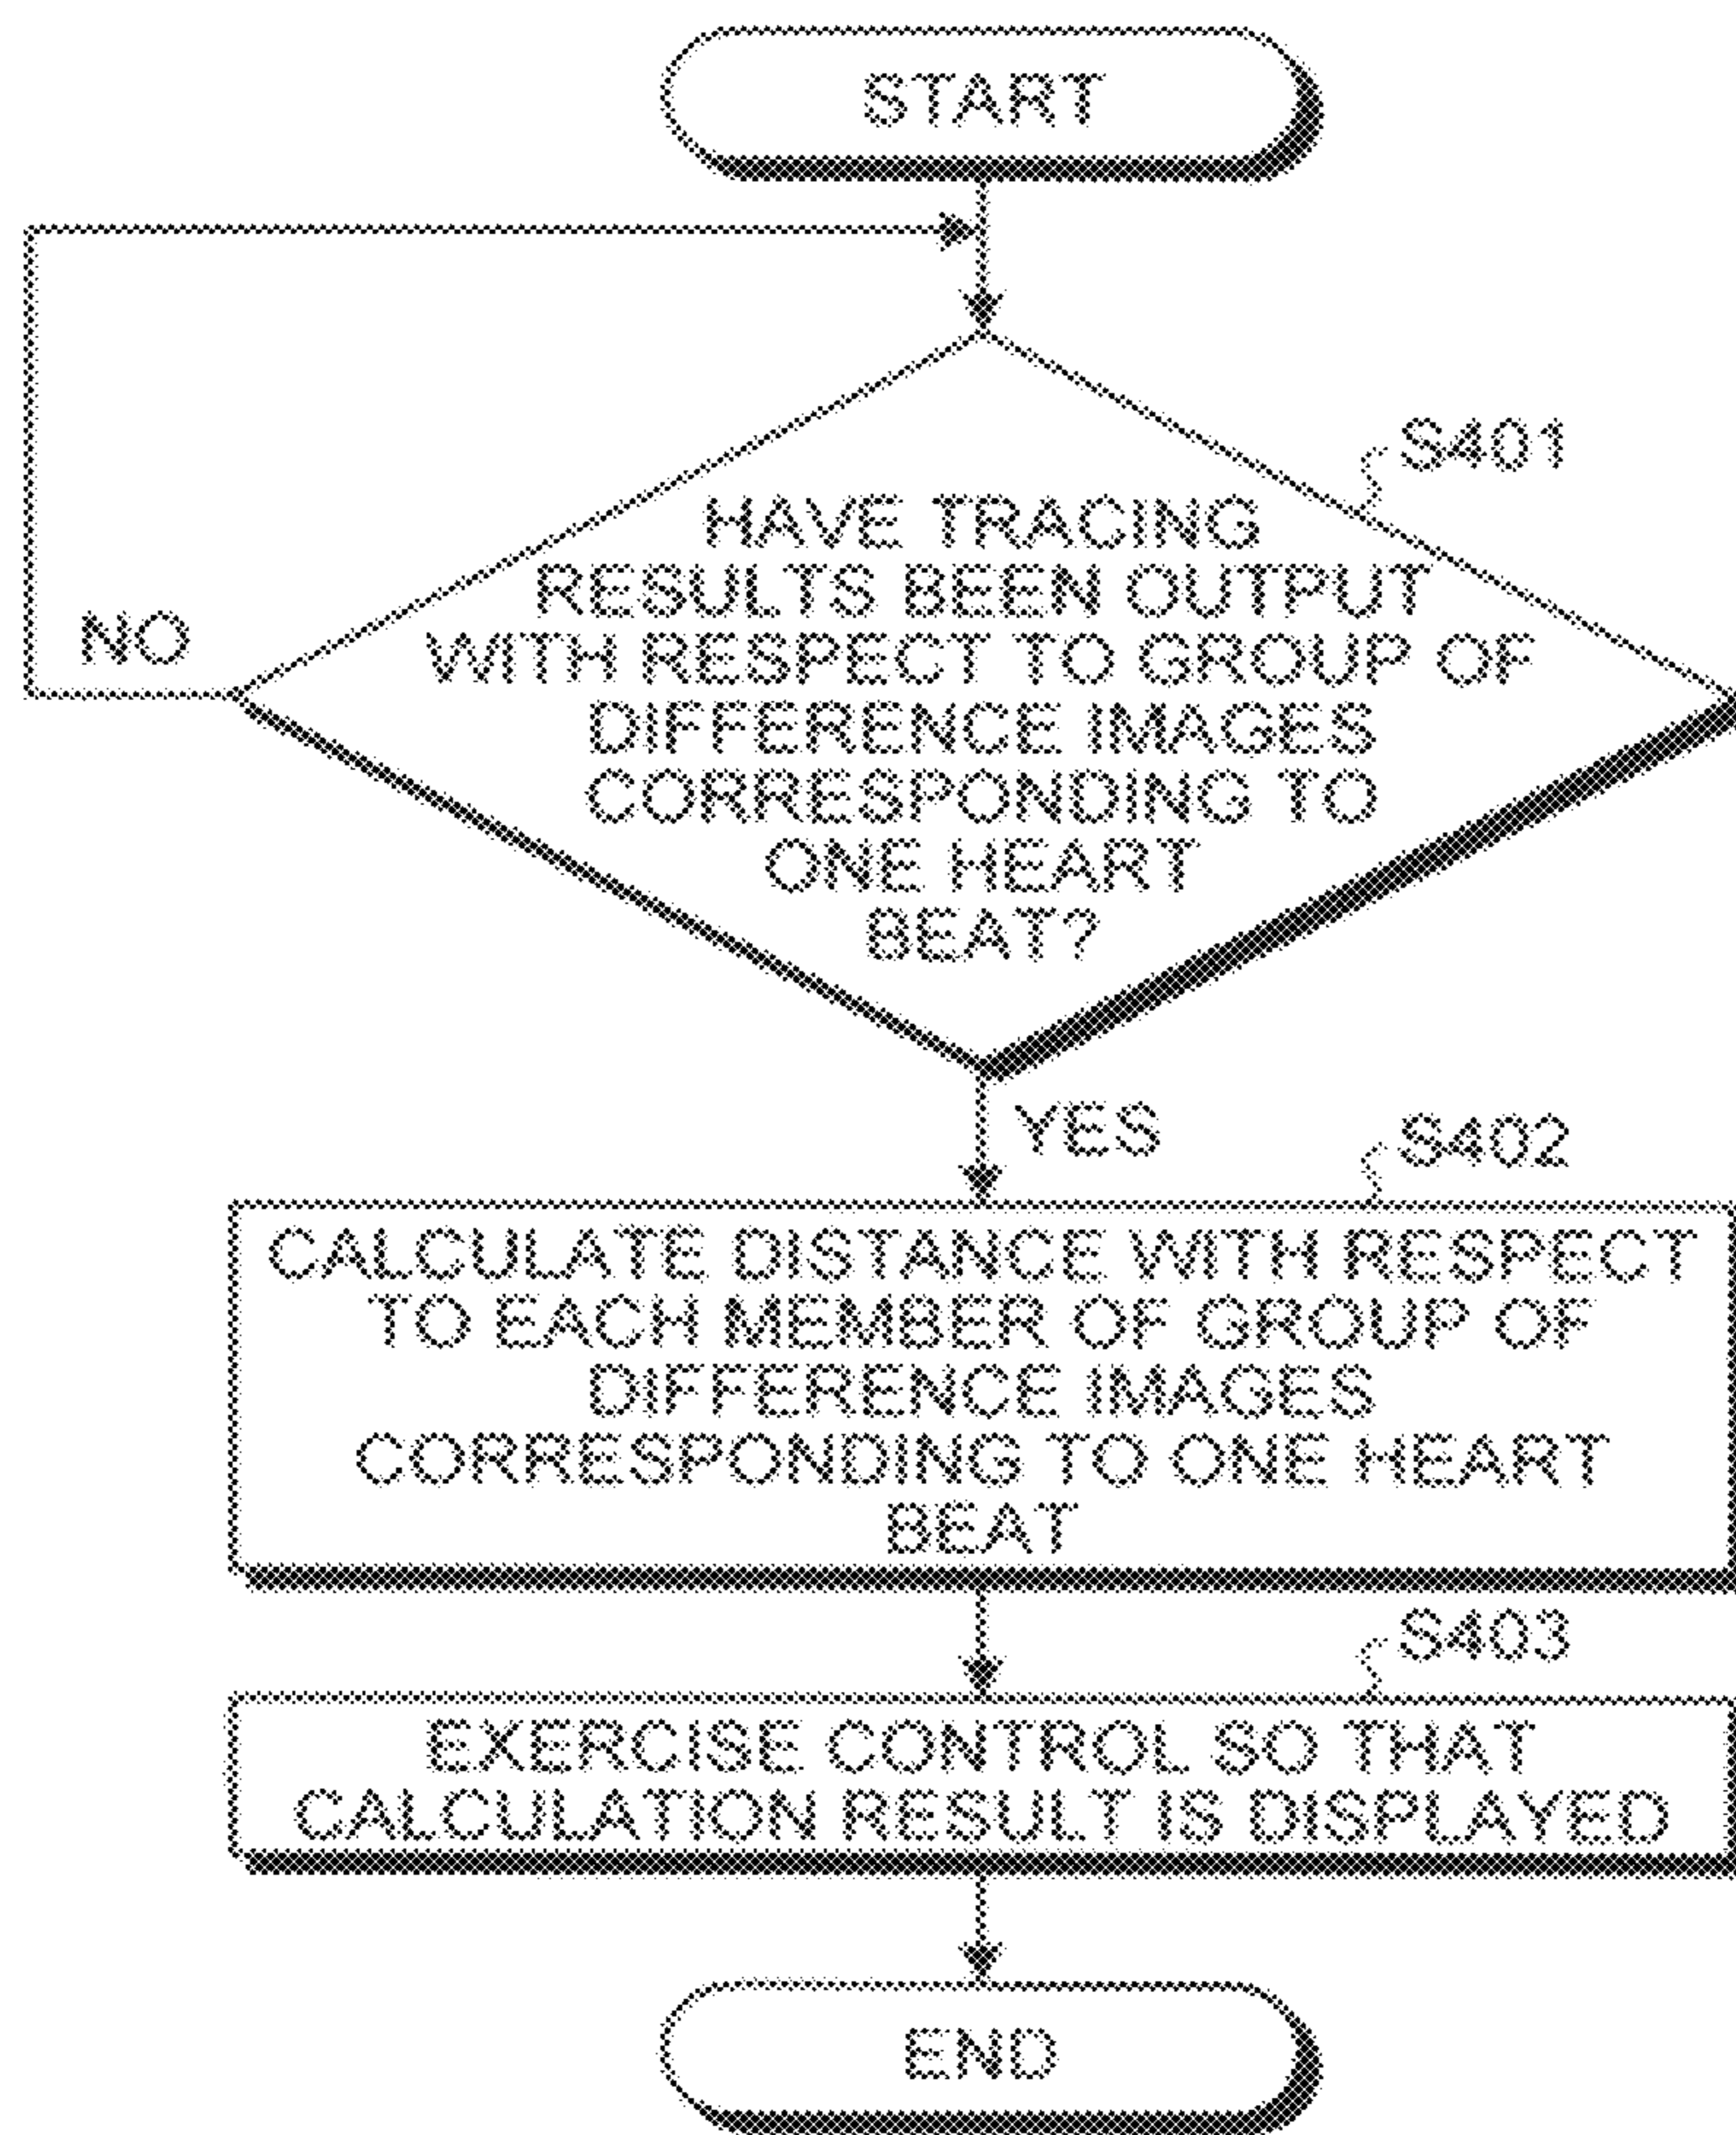 START
S401
HAVE TRACING
RESULTS BEEN OUTPUT
WITH RESPECT TO GROUP OF
DIFFERENCE IMAGES
CORRESPONDING TO
ONE HEART
BEAT?
NO
YES
S402
CALCULATE DISTANCE WITH RESPECT
TO EACH MEMBER OF GROUP OF
DIFFERENCE IMAGES
CORRESPONDING TO ONE HEART
BEAT
S403
EXERCISE CONTROL SO THAT
CALCULATION RESULT IS DISPLAYED
END